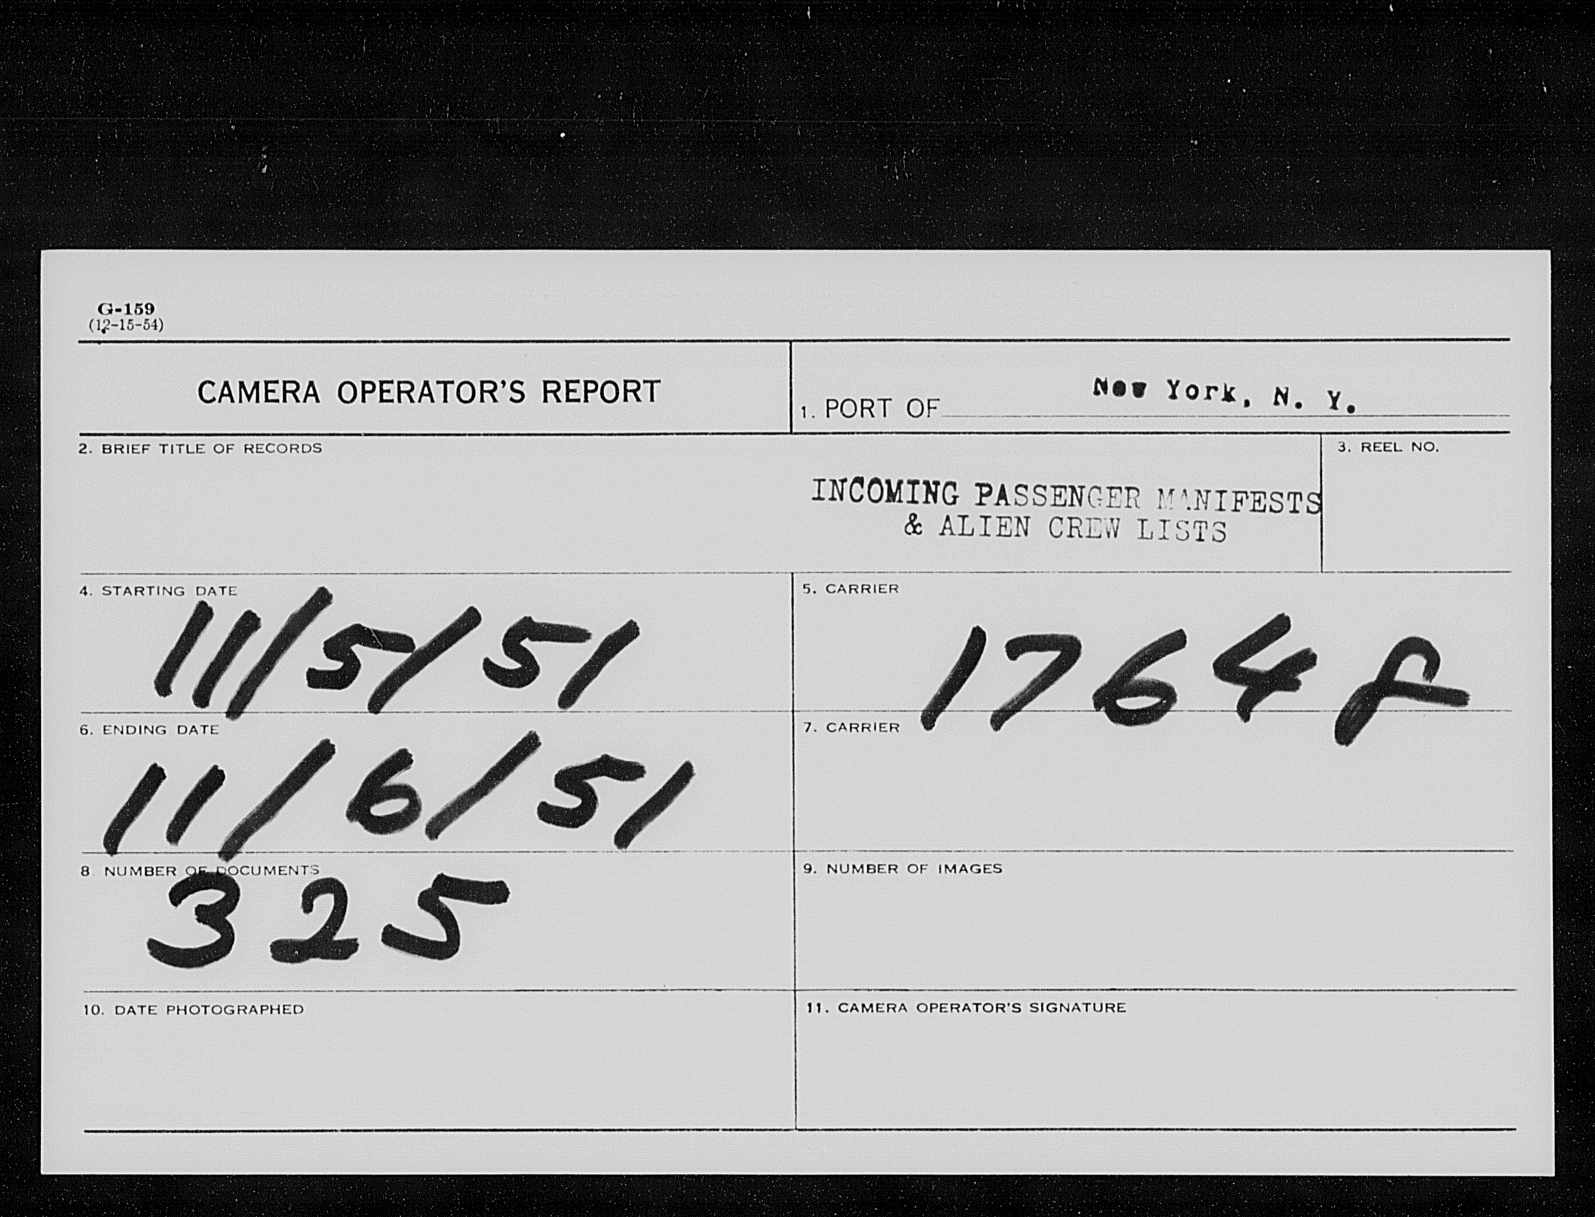 G-159
(12-15-54)
CAMERA OPERATOR'S REPORT
1. PORT OF New York, N. Y.
2. BRIEF TITLE OF RECORDS
INCOMING PASSENGER MANIFESTS
& ALIEN CREW LISTS
3. REEL NO.
4. STARTING DATE
11/5/51
5. CARRIER
1764
6. ENDING DATE
11/6/51
7. CARRIER
8 NUMBER OF DOCUMENTS
325
9. NUMBER OF IMAGES
10. DATE PHOTOGRAPHED
11. CAMERA OPERATOR'S SIGNATURE